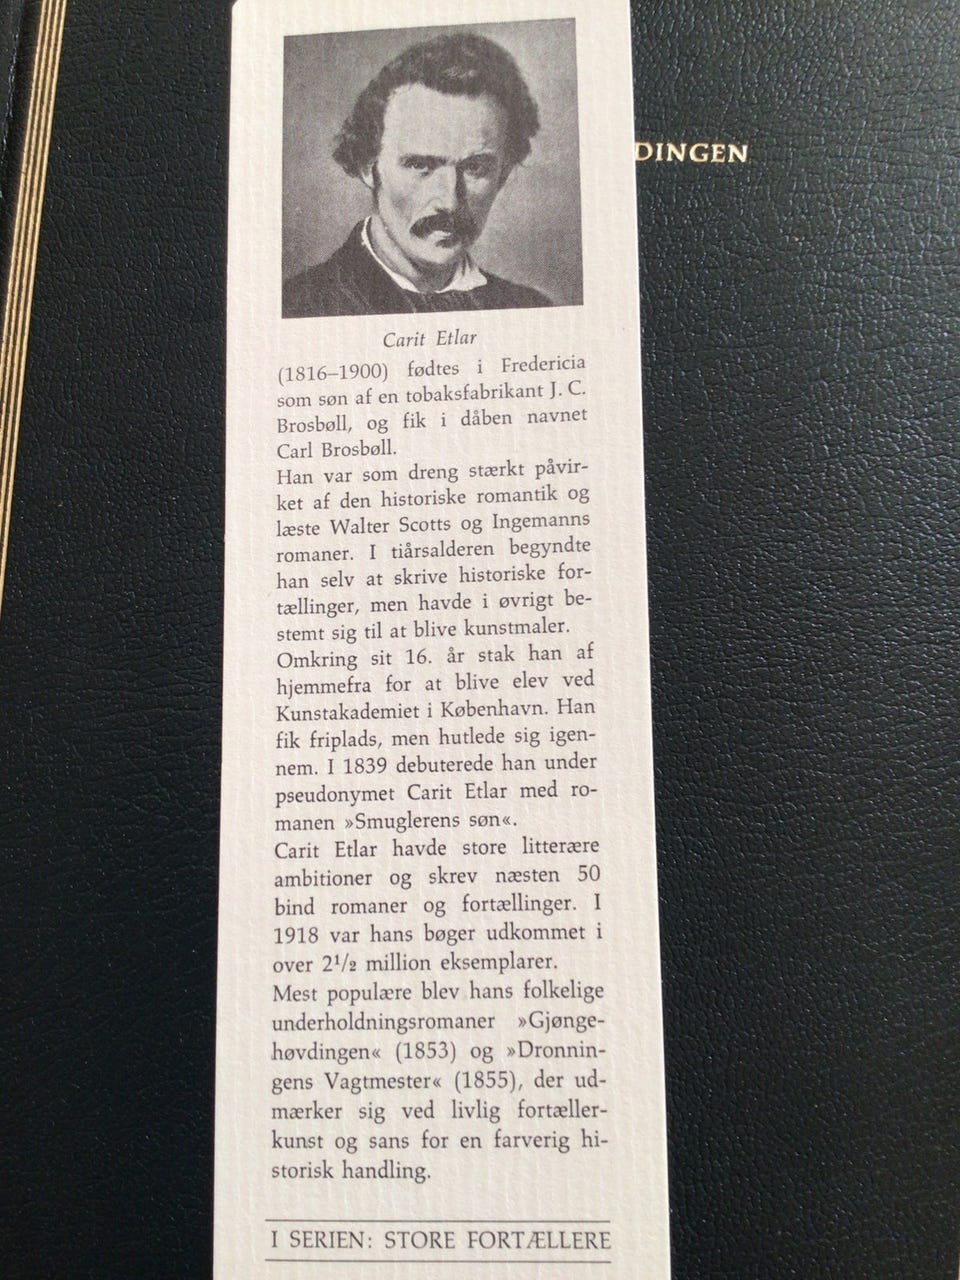 DINGEN
Carit Etlar
(1816–1900) fødtes i Fredericia
som søn af en tobaksfabrikant J. C.
Brosbøll, og fik i dåben navnet
Carl Brosbøll.
Han var som dreng stærkt påvir-
ket af den historiske romantik og
læste Walter Scotts og Ingemanns
romaner. I tiårsalderen begyndte
han selv at skrive historiske for-
tællinger, men havde i øvrigt be-
stemt sig til at blive kunstmaler.
Omkring sit 16. år stak han af
hjemmefra for at blive elev ved
Kunstakademiet i København. Han
fik friplads, men hutlede sig igen-
nem. I 1839 debuterede han under
pseudonymet Carit Etlar med ro-
manen »Smuglerens søn«.
Carit Etlar havde store litterære
ambitioner og skrev næsten 50
bind romaner og fortællinger. I
1918 var hans bøger udkommet i
over 2½ million eksemplarer.
Mest populære blev hans folkelige
underholdningsromaner »Gjønge-
høvdingen« (1853) og »Dronnin-
gens Vagtmester« (1855), der ud-
mærker sig ved livlig fortæller-
kunst og sans for en farverig hi-
storisk handling.
I SERIEN: STORE FORTÆLLERE